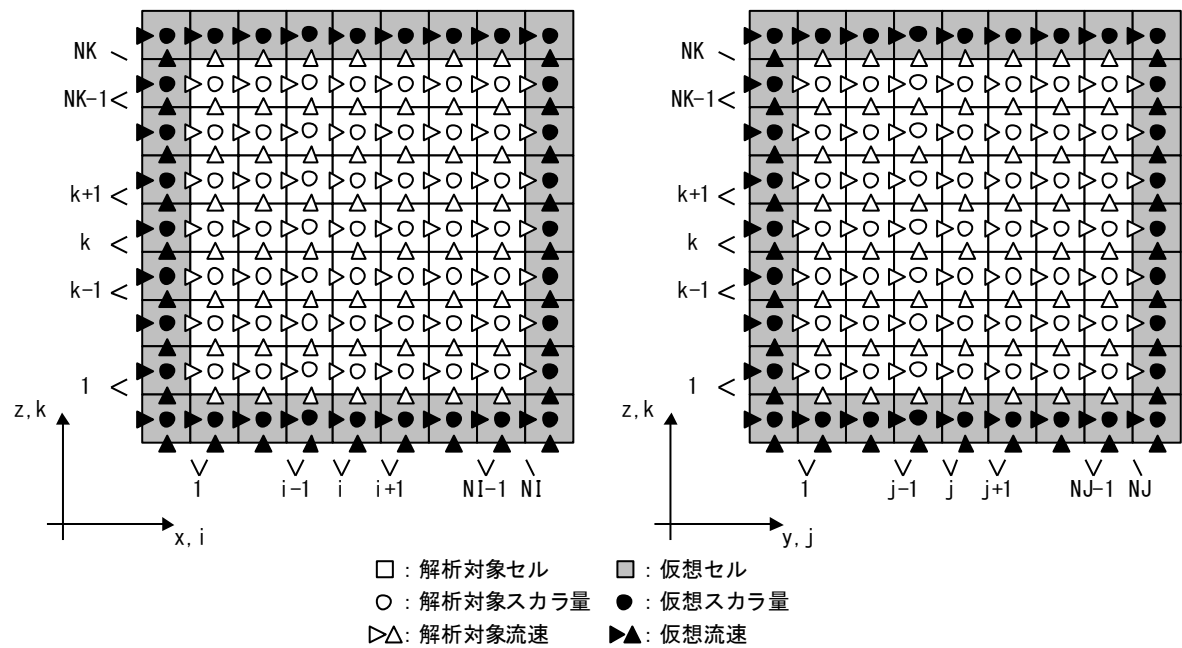 NK
NK-1
k+1
k
k-1
1
z,k
1
i-1
i
i+1
NI-1
NI
x,i
NK
NK-1
k+1
k
k-1
1
z,k
1
j-1
j
j+1
NJ-1
NJ
y,j
□：解析対象セル
■：仮想セル
○：解析対象スカラ量
●：仮想スカラ量
▷△：解析対象流速
▶▲：仮想流速